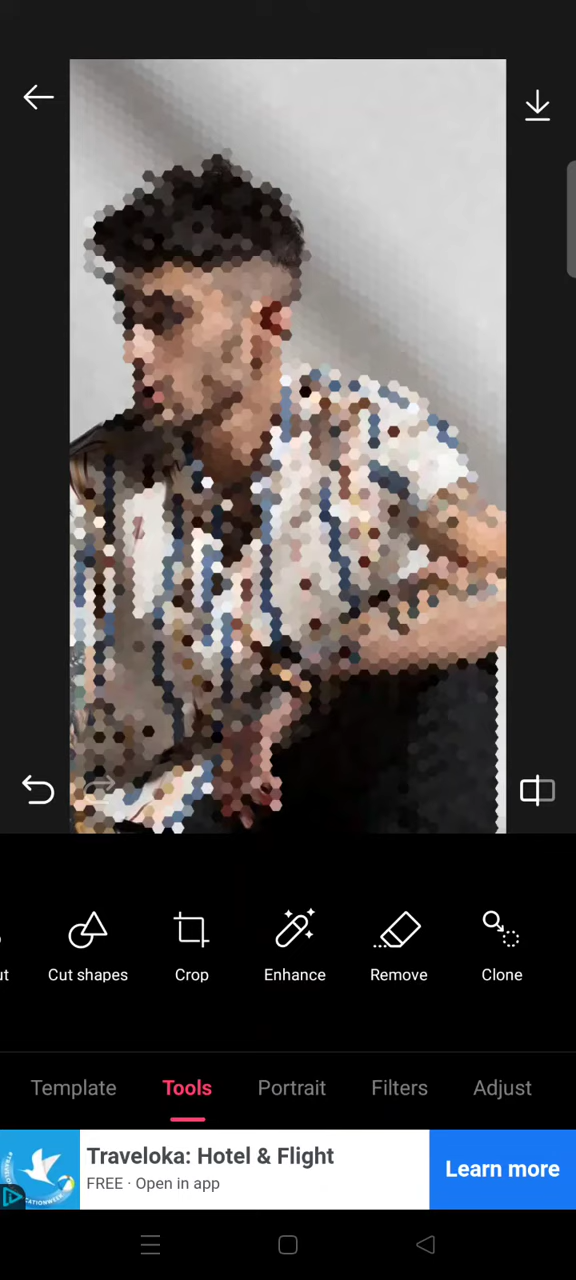 ut
Cut shapes
Crop
Enhance
Remove
Clone
Template
Tools
Portrait
Filters
Adjust
Traveloka: Hotel & Flight
FREE · Open in app
Learn more